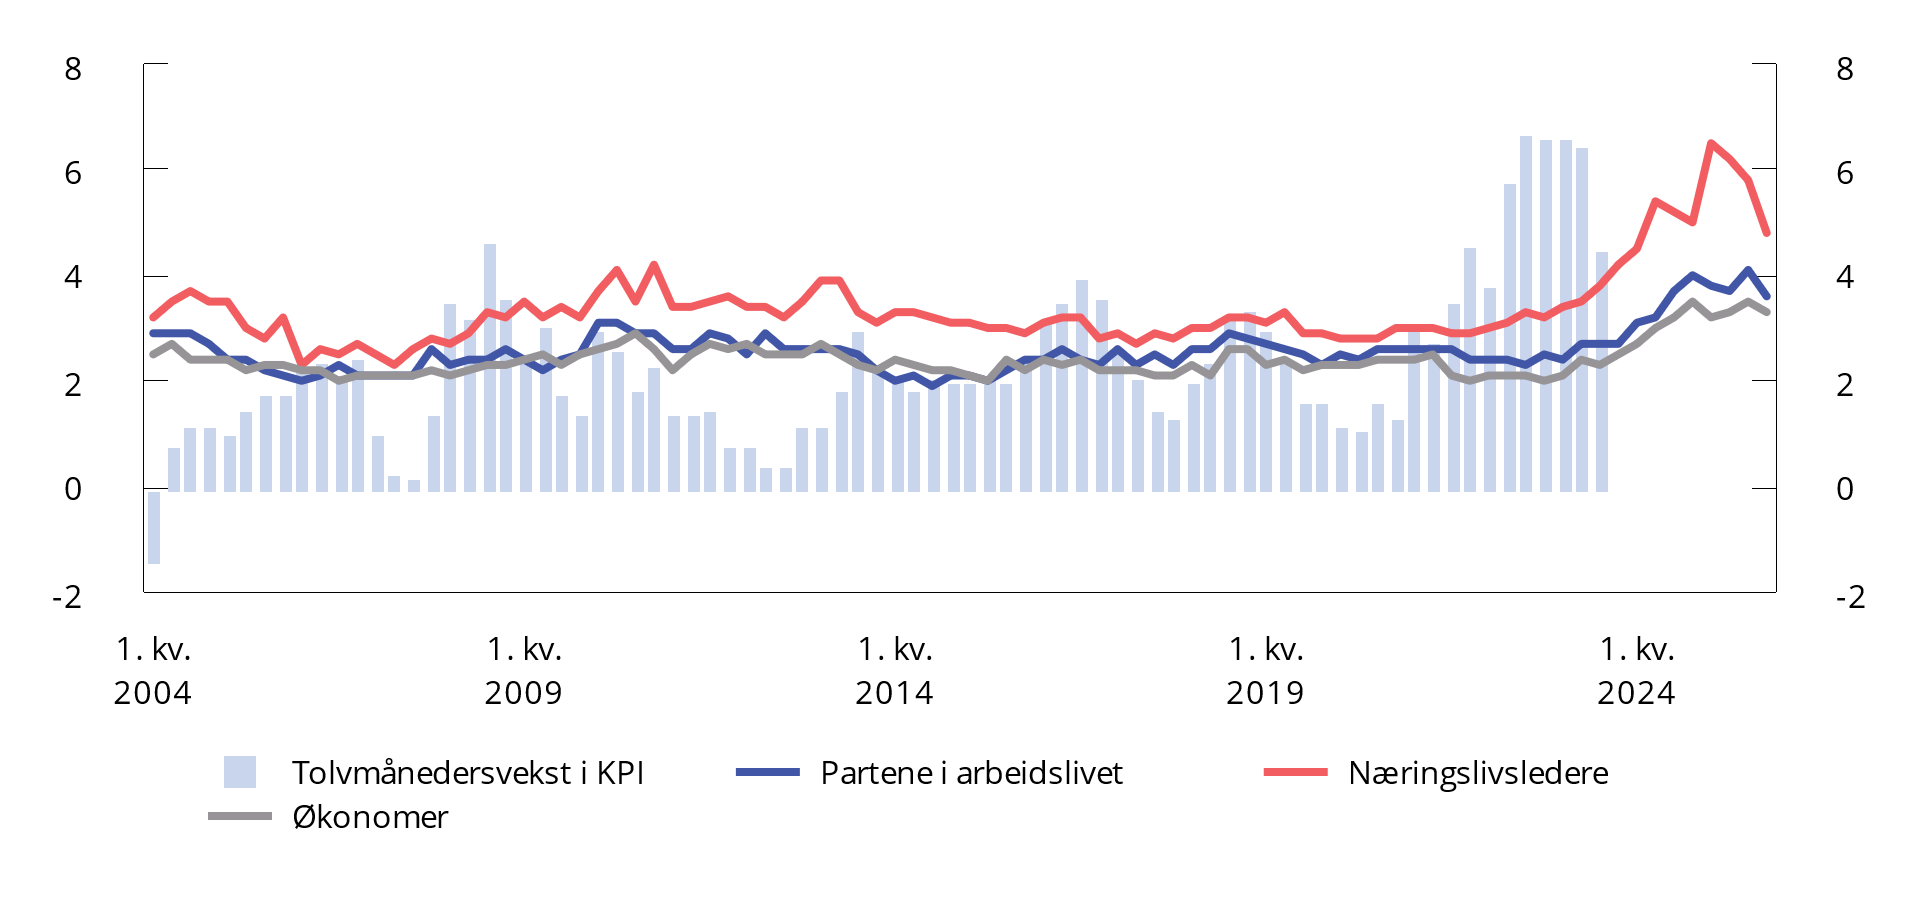 8 8
6 6
4 4
2 2
0 0
-2 -2
1. kv. 1. kv. 1. kv. 1. kv. 1. kv.
2004 2009 2014 2019 2024
Tolvmånedersvekst i KPI Partene i arbeidslivet Næringslivsledere
Økonomer